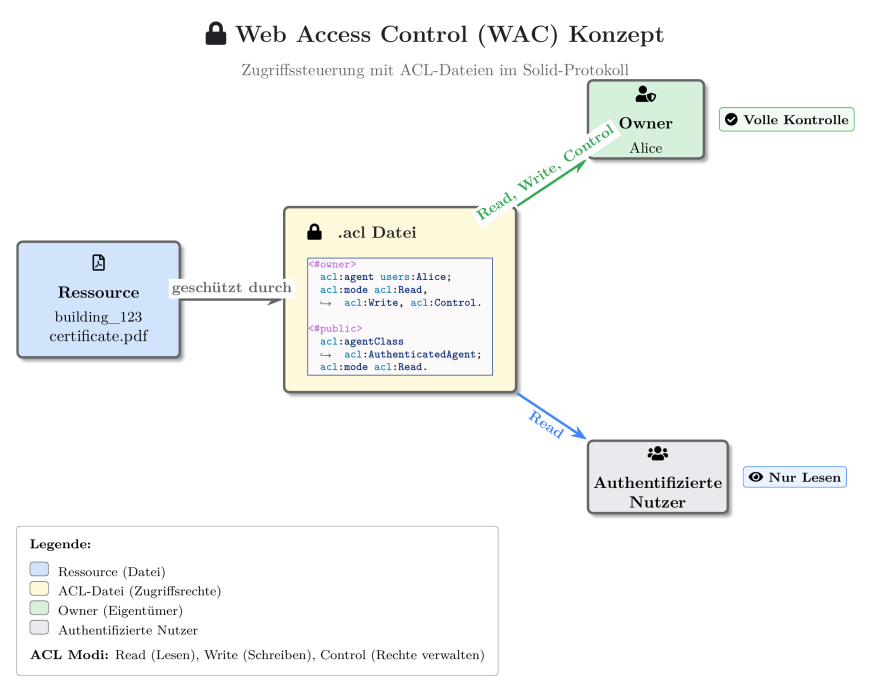 Web Access Control (WAC) Konzept
Zugriffssteuerung mit ACL-Dateien im Solid-Protokoll
Owner
Alice
Volle Kontrolle
Read, Write, Control
.acl Datei
<#owner>
acl:agent users:Alice;
acl:mode acl:Read,
↪ acl:Write, acl:Control.
<#public>
acl:agentClass
↪ acl:AuthenticatedAgent;
acl:mode acl:Read.
Ressource
building_123
certificate.pdf
geschützt durch
Read
Authentifizierte
Nutzer
Nur Lesen
Legende:
Ressource (Datei)
ACL-Datei (Zugriffsrechte)
Owner (Eigentümer)
Authentifizierte Nutzer
ACL Modi: Read (Lesen), Write (Schreiben), Control (Rechte verwalten)